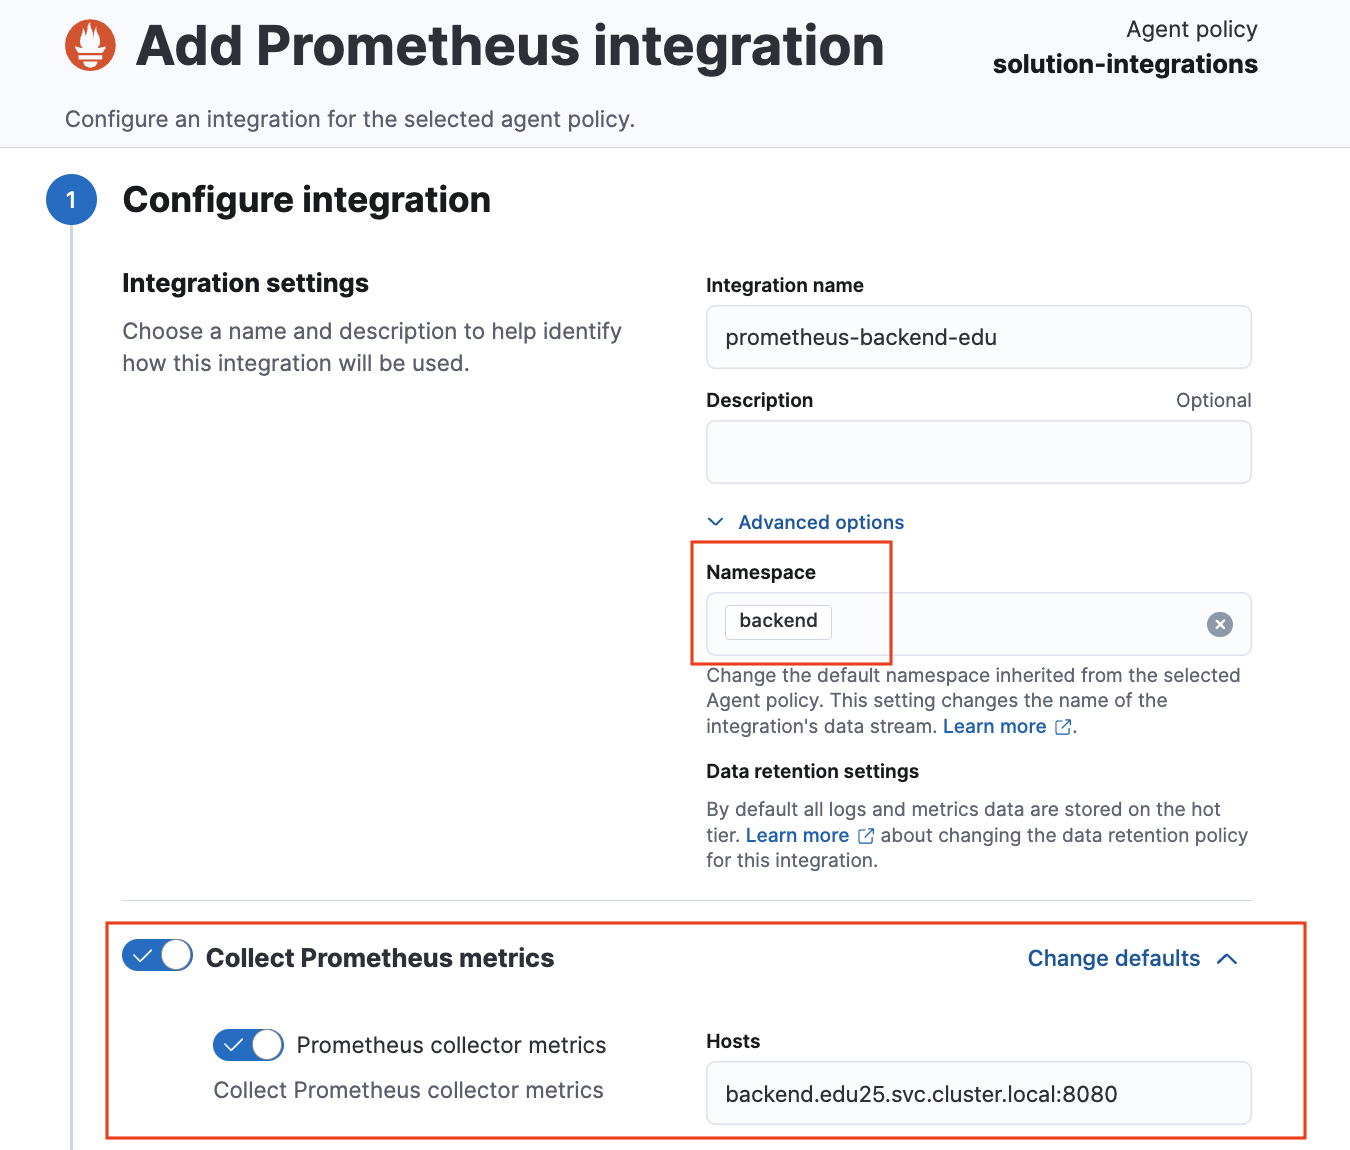 Add Prometheus integration
Agent policy
solution-integrations
Configure an integration for the selected agent policy.
1
Configure integration
Integration settings
Choose a name and description to help identify
how this integration will be used.
Integration name
prometheus-backend-edu
Description
Optional
Advanced options
Namespace
backend
Change the default namespace inherited from the selected
Agent policy. This setting changes the name of the
integration's data stream. Learn more.
Data retention settings
By default all logs and metrics data are stored on the hot
tier. Learn more about changing the data retention policy
for this integration.
Collect Prometheus metrics
Change defaults
Prometheus collector metrics
Collect Prometheus collector metrics
Hosts
backend.edu25.svc.cluster.local:8080